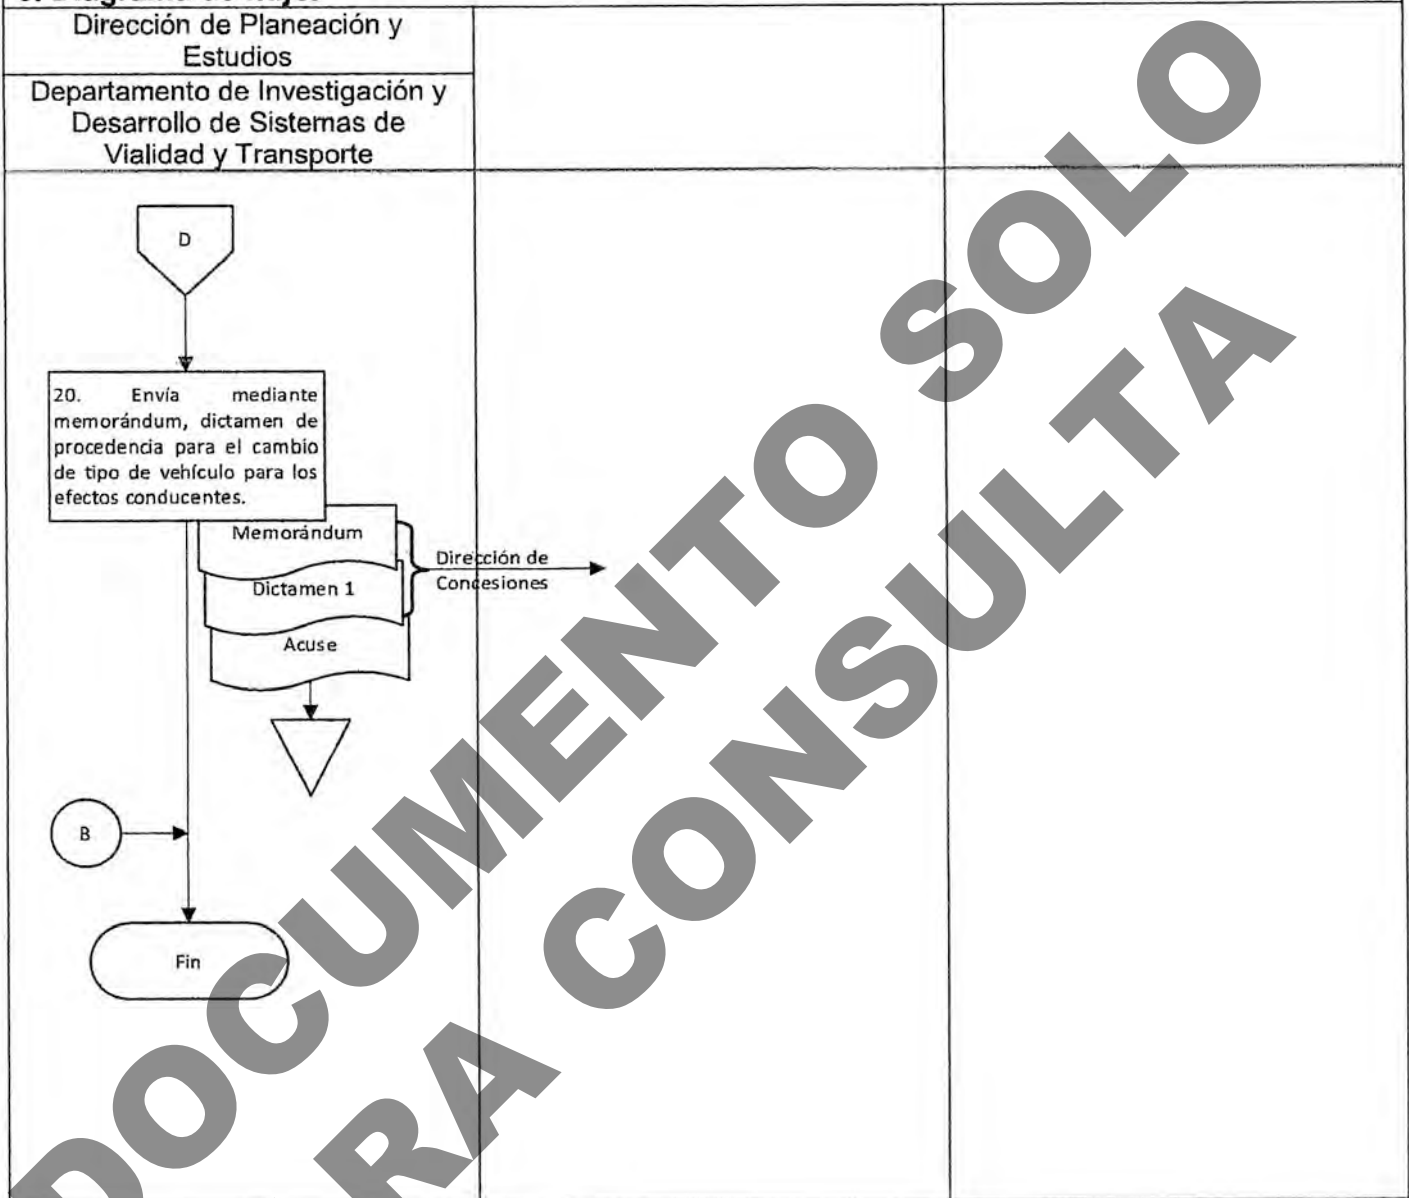 Dirección de Planeación y
Estudios
Departamento de Investigación y
Desarrollo de Sistemas de
Vialidad y Transporte
D
20. Envía mediante
memorándum, dictamen de
procedencia para el cambio
de tipo de vehículo para los
efectos conducentes.
Memorándum
Dictamen 1
Acuse
Dirección de
Concesiones
B
Fin
DOCUMENTO SOLO
RA CONSULTA